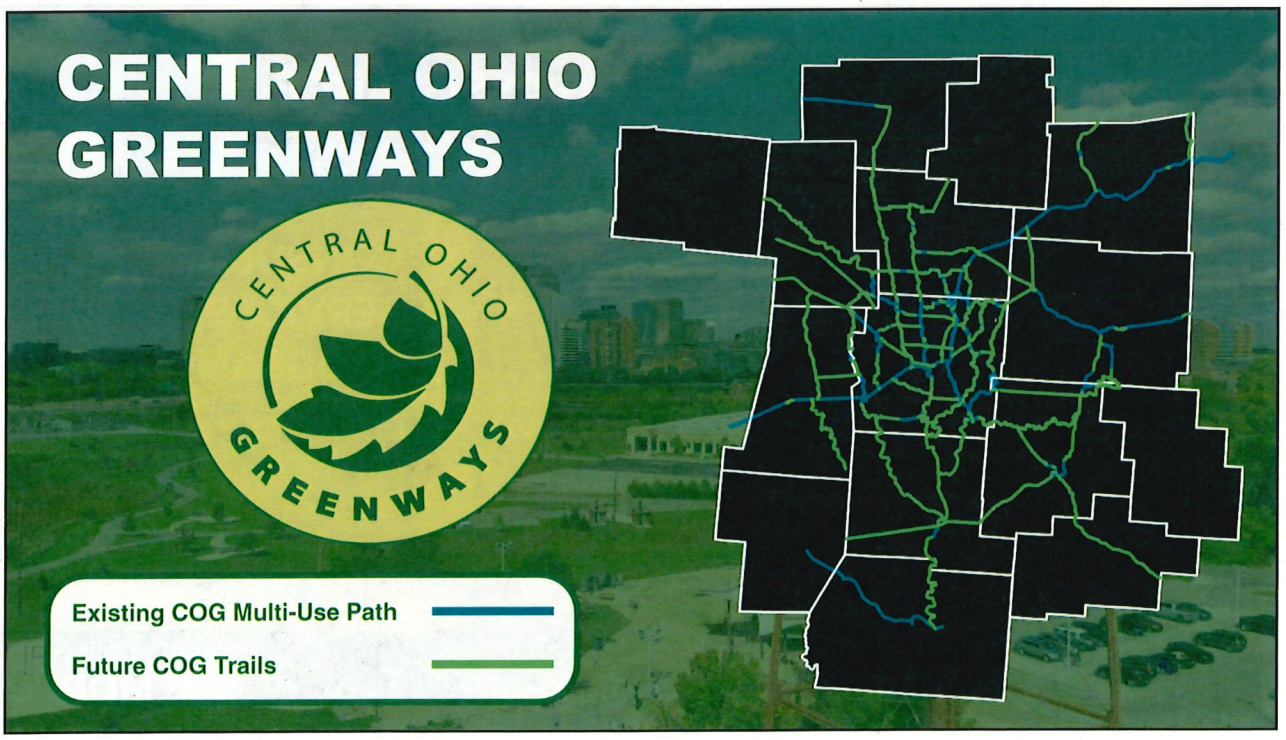 CENTRAL OHIO
GREENWAYS
CENTRAL OHIO
GREENWAYS
Existing COG Multi-Use Path
Future COG Trails